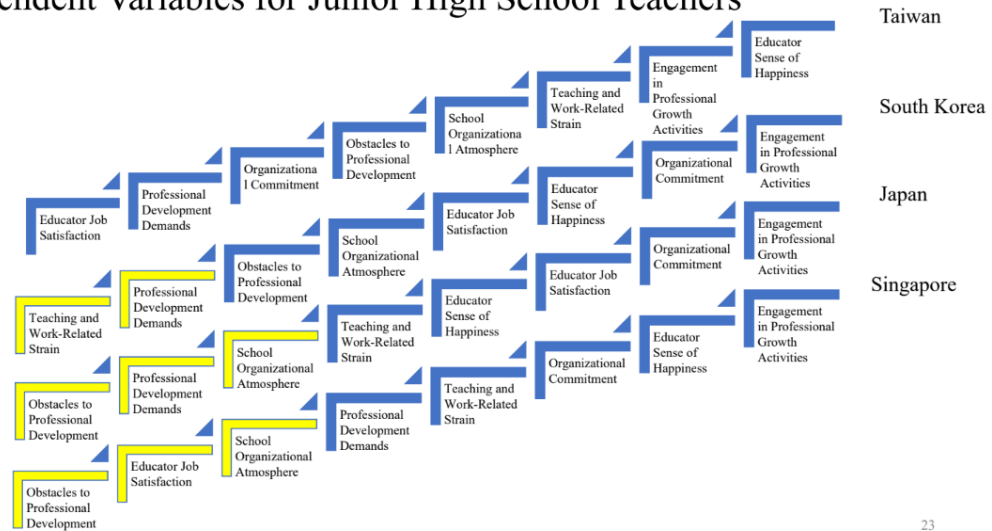 endent Variables for Junior High School Teachers
Taiwan
Educator Job
Satisfaction
Professional
Development
Demands
Organizationa
l Commitment
Obstacles to
Professional
Development
School
Organizationa
l Atmosphere
Teaching and
Work-Related
Strain
Engagement
in
Professional
Growth
Activities
Educator
Sense of
Happiness
South Korea
Teaching and
Work-Related
Strain
Professional
Development
Demands
Obstacles to
Professional
Development
School
Organizational
Atmosphere
Educator Job
Satisfaction
Educator
Sense of
Happiness
Organizational
Commitment
Engagement
in Professional
Growth
Activities
Japan
Obstacles to
Professional
Development
Professional
Development
Demands
School
Organizational
Atmosphere
Teaching and
Work-Related
Strain
Educator
Sense of
Happiness
Educator Job
Satisfaction
Organizational
Commitment
Engagement
in Professional
Growth
Activities
Singapore
Obstacles to
Professional
Development
Educator Job
Satisfaction
School
Organizational
Atmosphere
Professional
Development
Demands
Teaching and
Work-Related
Strain
Organizational
Commitment
Educator
Sense of
Happiness
Engagement
in Professional
Growth
Activities
23